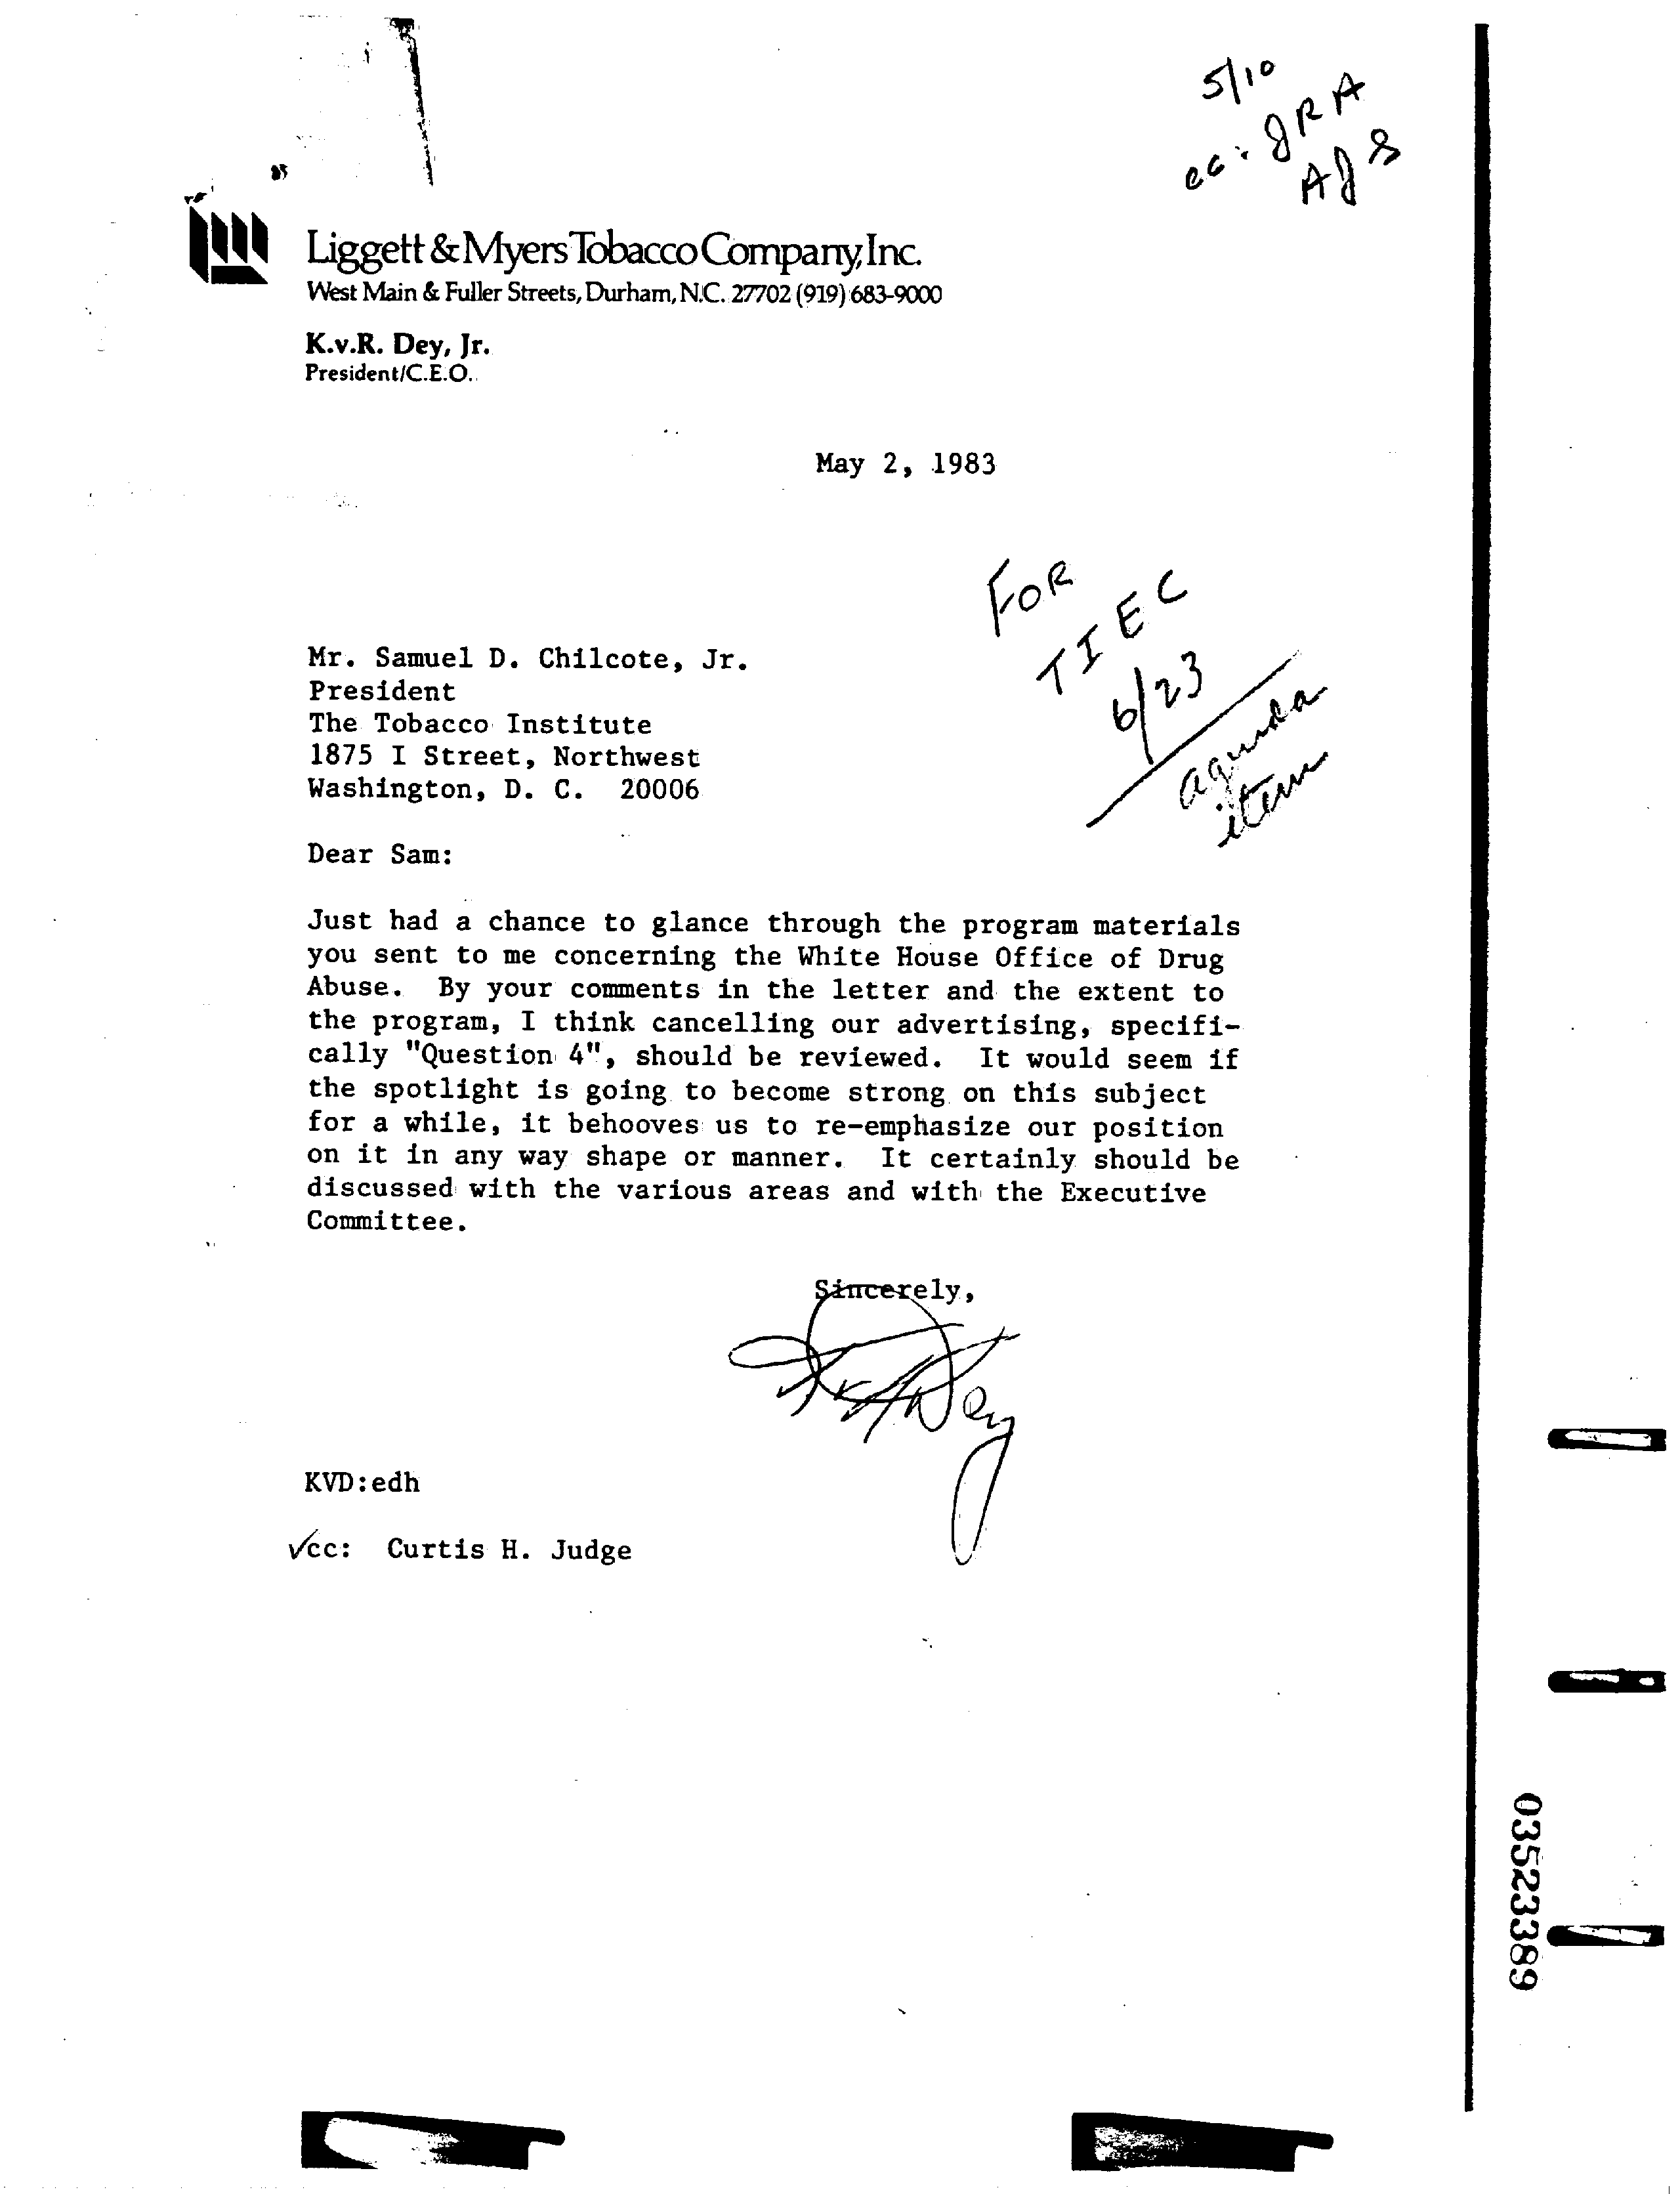 5/10
cc: JRA
AJS
Liggett & Myers Tobacco Company, Inc.
West Main & Fuller Streets, Durham, N.C. 27702 (919) 683-9000
K.v.R. Dey, Jr.
President/C.E.O.
May 2, 1983
FOR
TIEC
6/23
agenda
item
Mr. Samuel D. Chilcote, Jr.
President
The Tobacco Institute
1875 I Street, Northwest
Washington, D. C. 20006
Dear Sam:
Just had a chance to glance through the program materials
you sent to me concerning the White House Office of Drug
Abuse. By your comments in the letter and the extent to
the program, I think cancelling our advertising, specifi-
cally "Question 4", should be reviewed. It would seem if
the spotlight is going to become strong on this subject
for a while, it behooves us to re-emphasize our position
on it in any way shape or manner. It certainly should be
discussed with the various areas and with the Executive
Committee.
Sincerely,
KVD:edh
✓cc: Curtis H. Judge
03523389